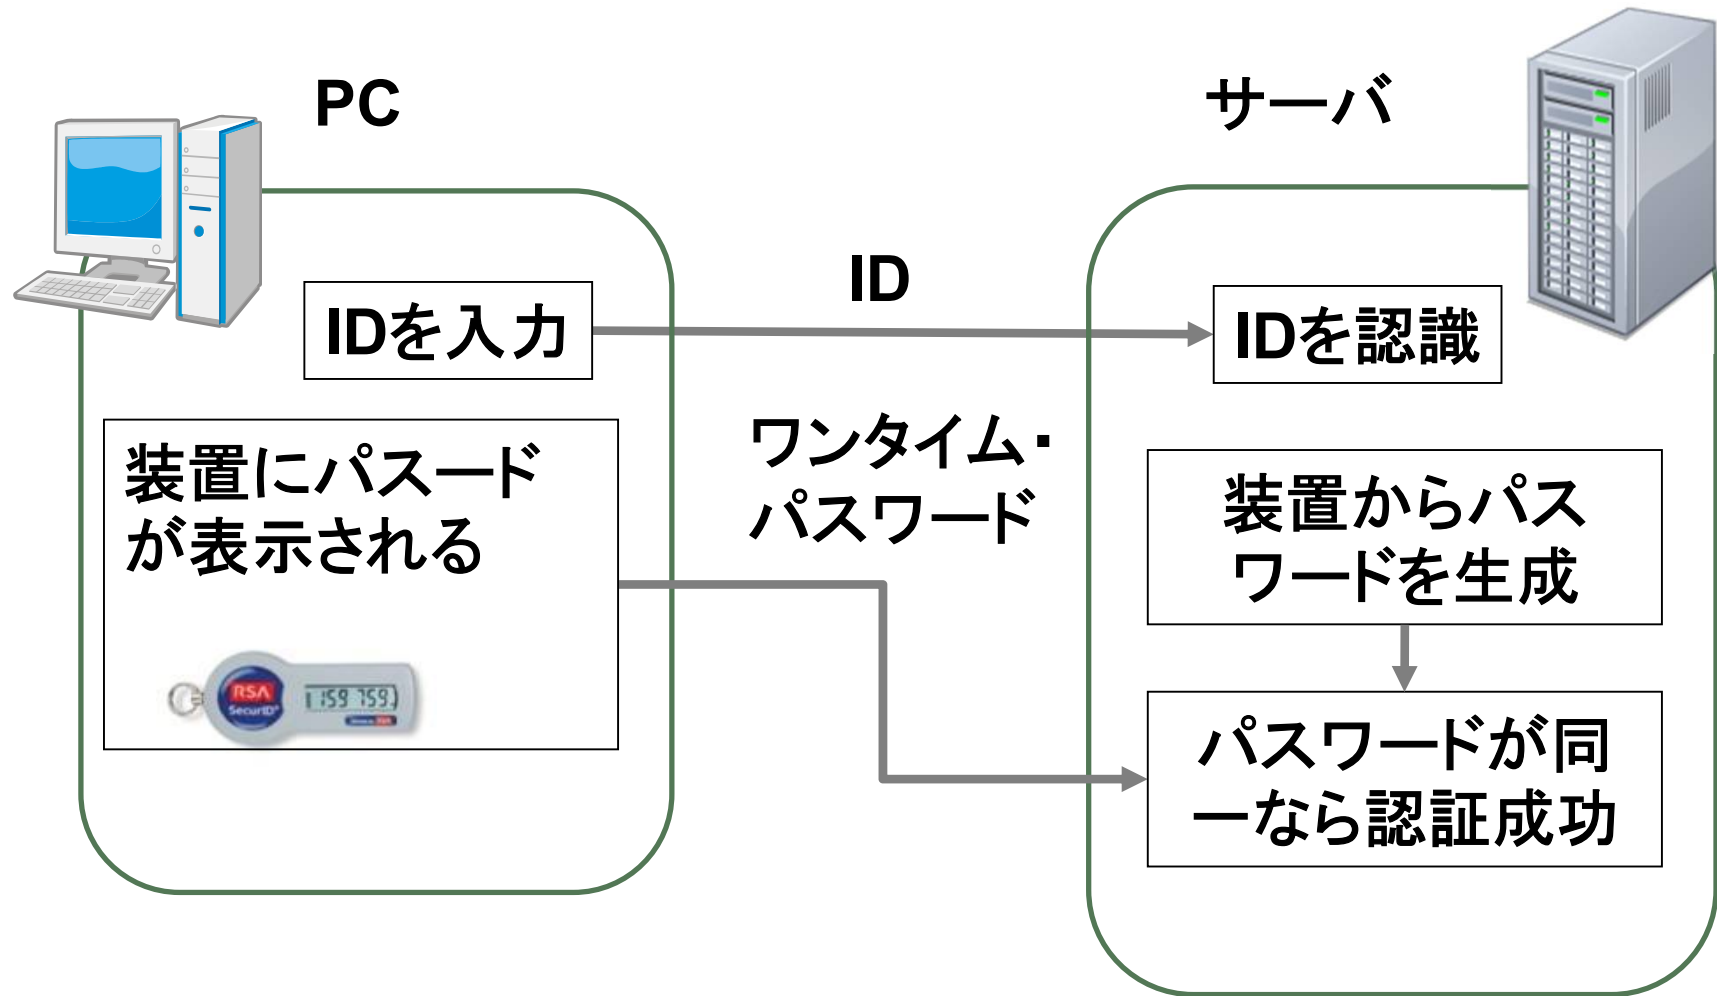 PC
サーバ
ID
IDを入力
IDを認識
装置にパスード
が表示される
ワンタイム・
パスワード
装置からパス
ワードを生成
RSA
SecurID
159 759
パスワードが同
一なら認証成功